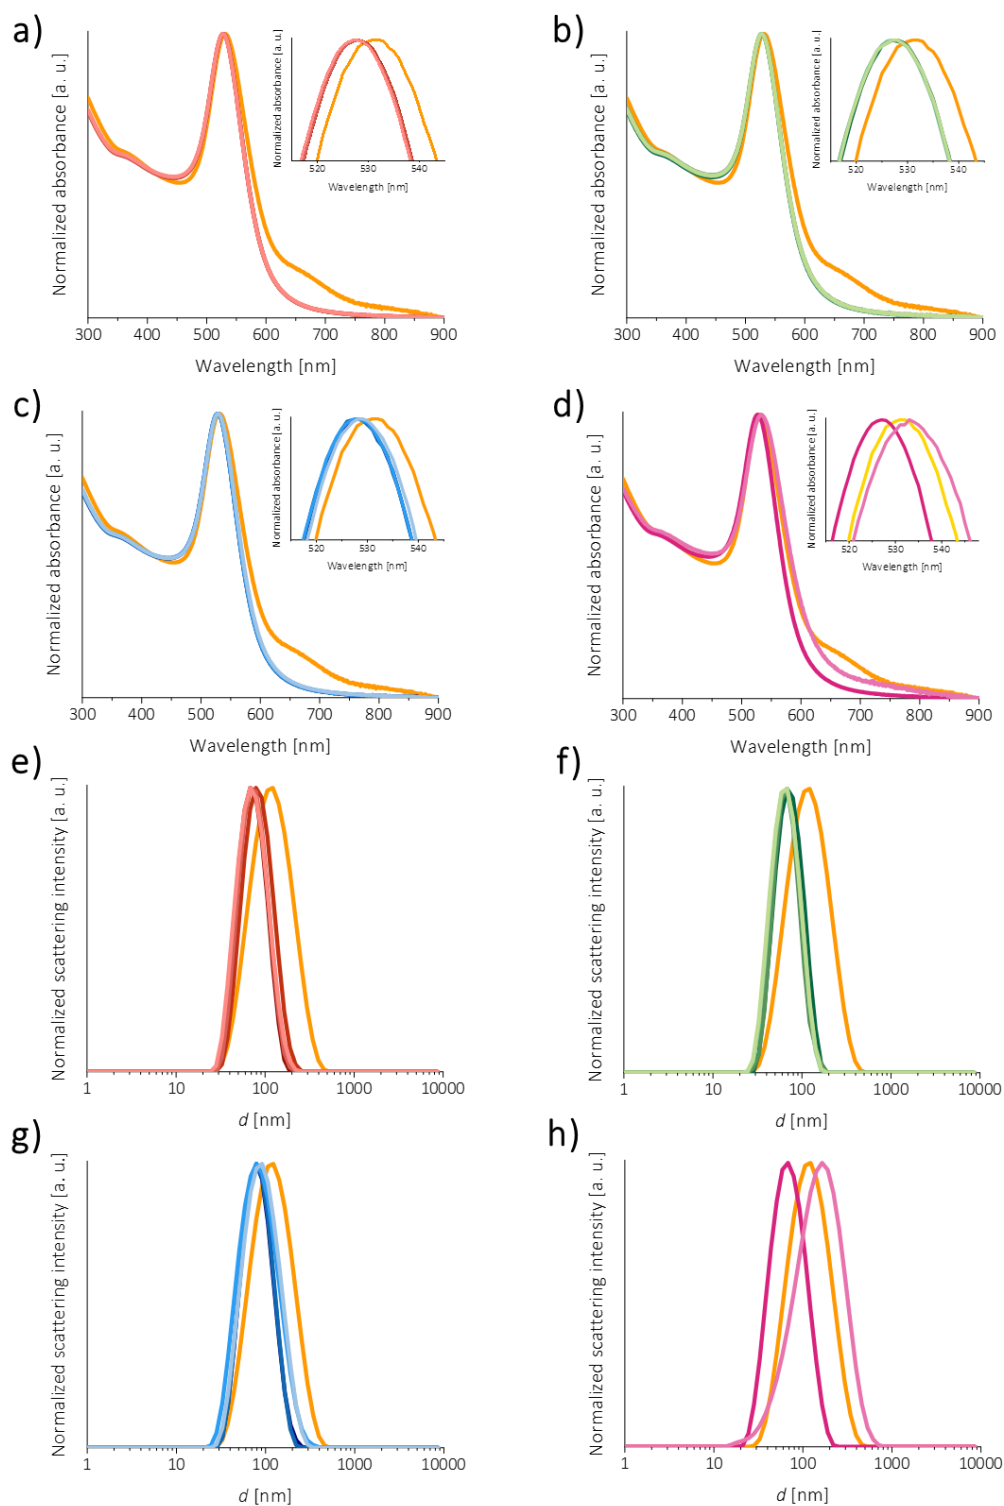 a)
Normalized absorbance [a. u.]
Normalized absorbance [a. u.]
520 530 540
Wavelength [nm]
300 400 500 600 700 800 900
Wavelength [nm]
b)
Normalized absorbance [a. u.]
Normalized absorbance [a. u.]
520 530 540
Wavelength [nm]
300 400 500 600 700 800 900
Wavelength [nm]
c)
Normalized absorbance [a. u.]
Normalized absorbance [a. u.]
520 530 540
Wavelength [nm]
300 400 500 600 700 800 900
Wavelength [nm]
d)
Normalized absorbance [a. u.]
Normalized absorbance [a. u.]
520 530 540
Wavelength [nm]
300 400 500 600 700 800 900
Wavelength [nm]
e)
Normalized scattering intensity [a. u.]
1 10 100 1000 10000
d [nm]
f)
Normalized scattering intensity [a. u.]
1 10 100 1000 10000
d [nm]
g)
Normalized scattering intensity [a. u.]
1 10 100 1000 10000
d [nm]
h)
Normalized scattering intensity [a. u.]
1 10 100 1000 10000
d [nm]